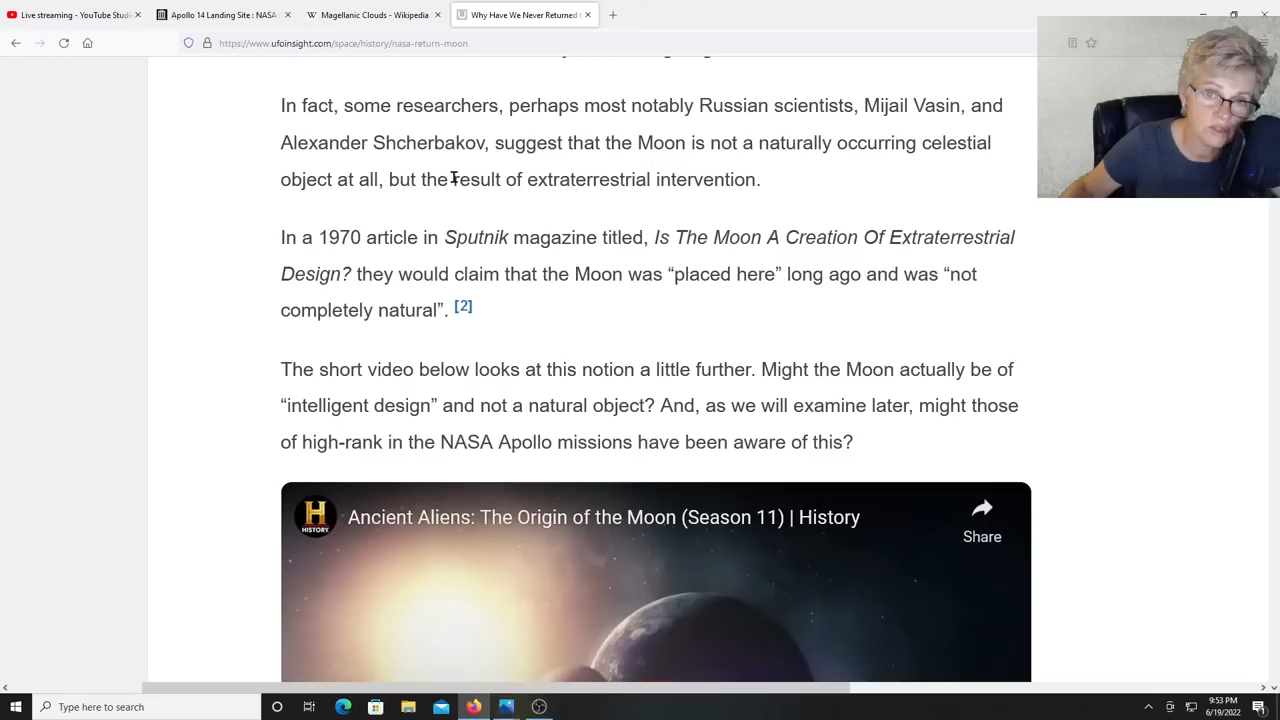 Live streaming - YouTube Stud
Apollo 14 Landing Site : NASA
Magellanic Clouds - Wikipedia
Why Have We Never Returned
https://www.ufoinsight.com/space/history/nasa-return-moon
In fact, some researchers, perhaps most notably Russian scientists, Mijail Vasin, and
Alexander Shcherbakov, suggest that the Moon is not a naturally occurring celestial
object at all, but the result of extraterrestrial intervention.
In a 1970 article in Sputnik magazine titled, Is The Moon A Creation Of Extraterrestrial
Design? they would claim that the Moon was “placed here” long ago and was “not
completely natural”. [2]
The short video below looks at this notion a little further. Might the Moon actually be of
“intelligent design” and not a natural object? And, as we will examine later, might those
of high-rank in the NASA Apollo missions have been aware of this?
H
HISTORY
Ancient Aliens: The Origin of the Moon (Season 11) | History
Share
Type here to search
9:53 PM
6/19/2022